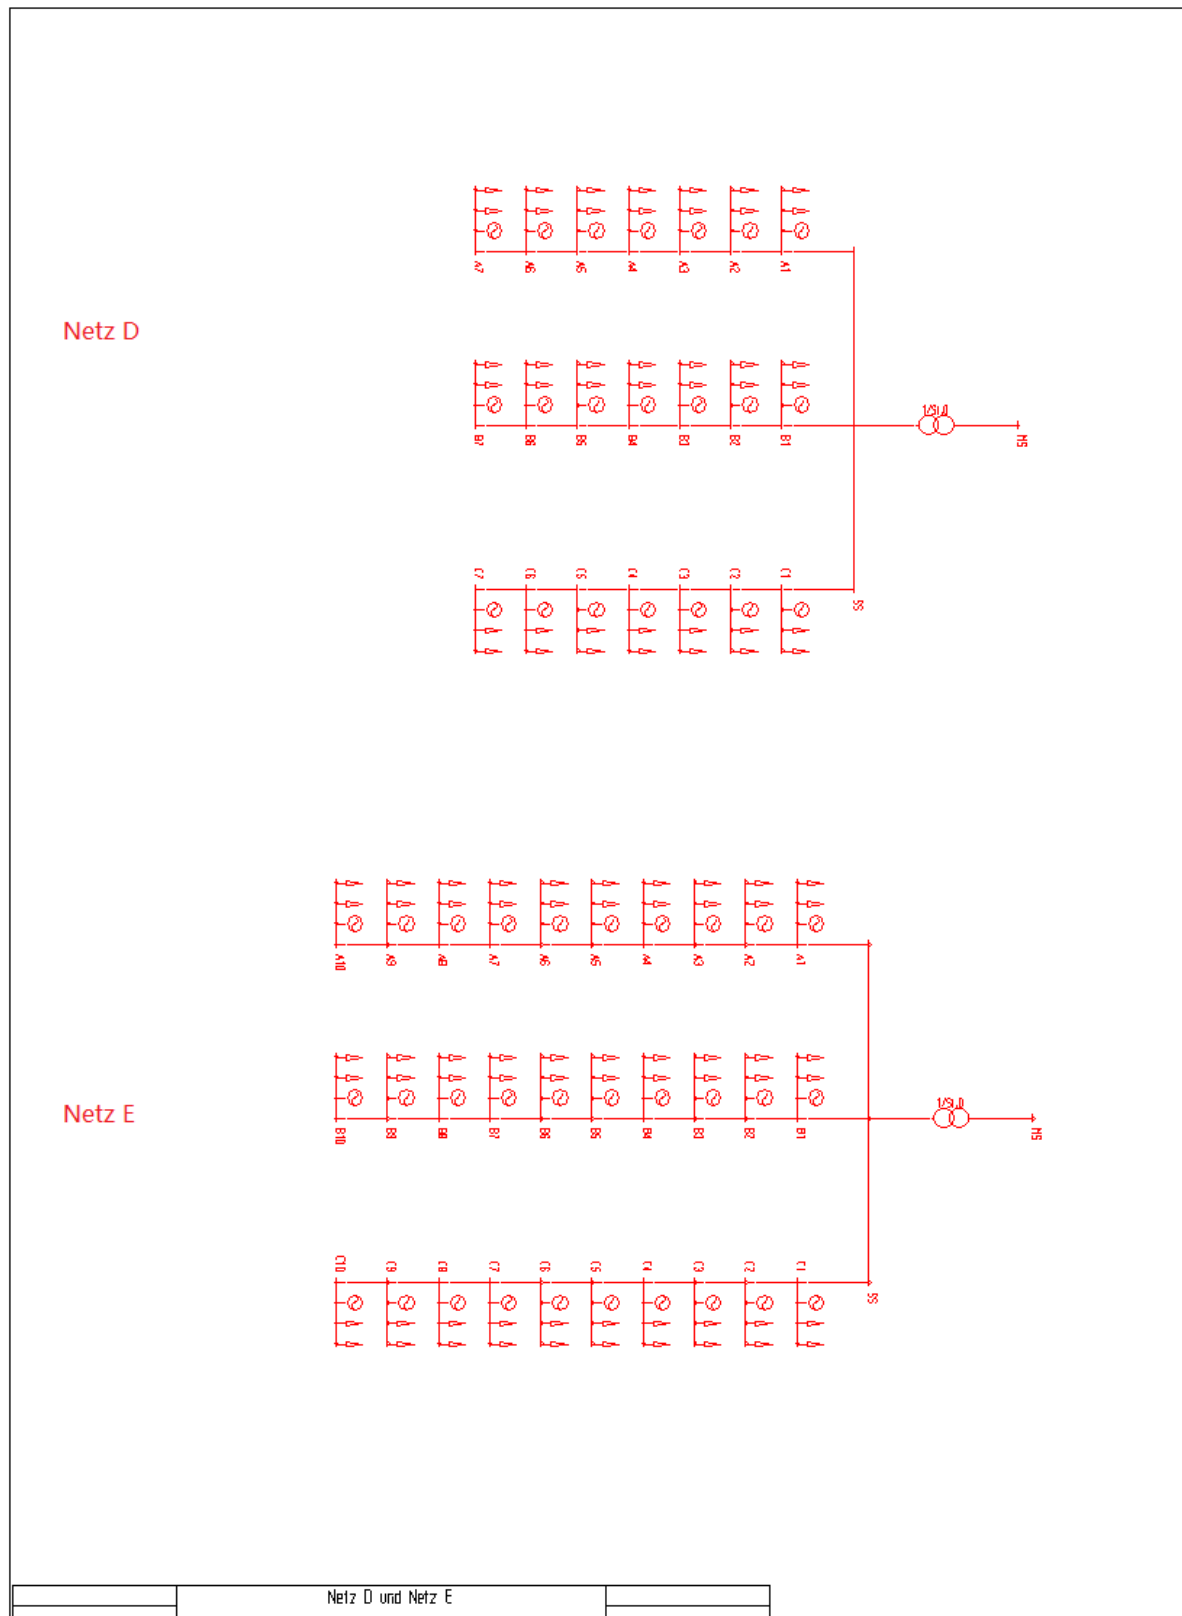 A7 A6 A5 A4 A3 A2 A1
Netz D
B7 B6 B5 B4 B3 B2 B1
MS
C7 C6 C5 C4 C3 C2 C1
SS
A10 A9 A8 A7 A6 A5 A4 A3 A2 A1
Netz E
B10 B9 B8 B7 B6 B5 B4 B3 B2 B1
MS
C10 C9 C8 C7 C6 C5 C4 C3 C2 C1
SS
Netz D und Netz E